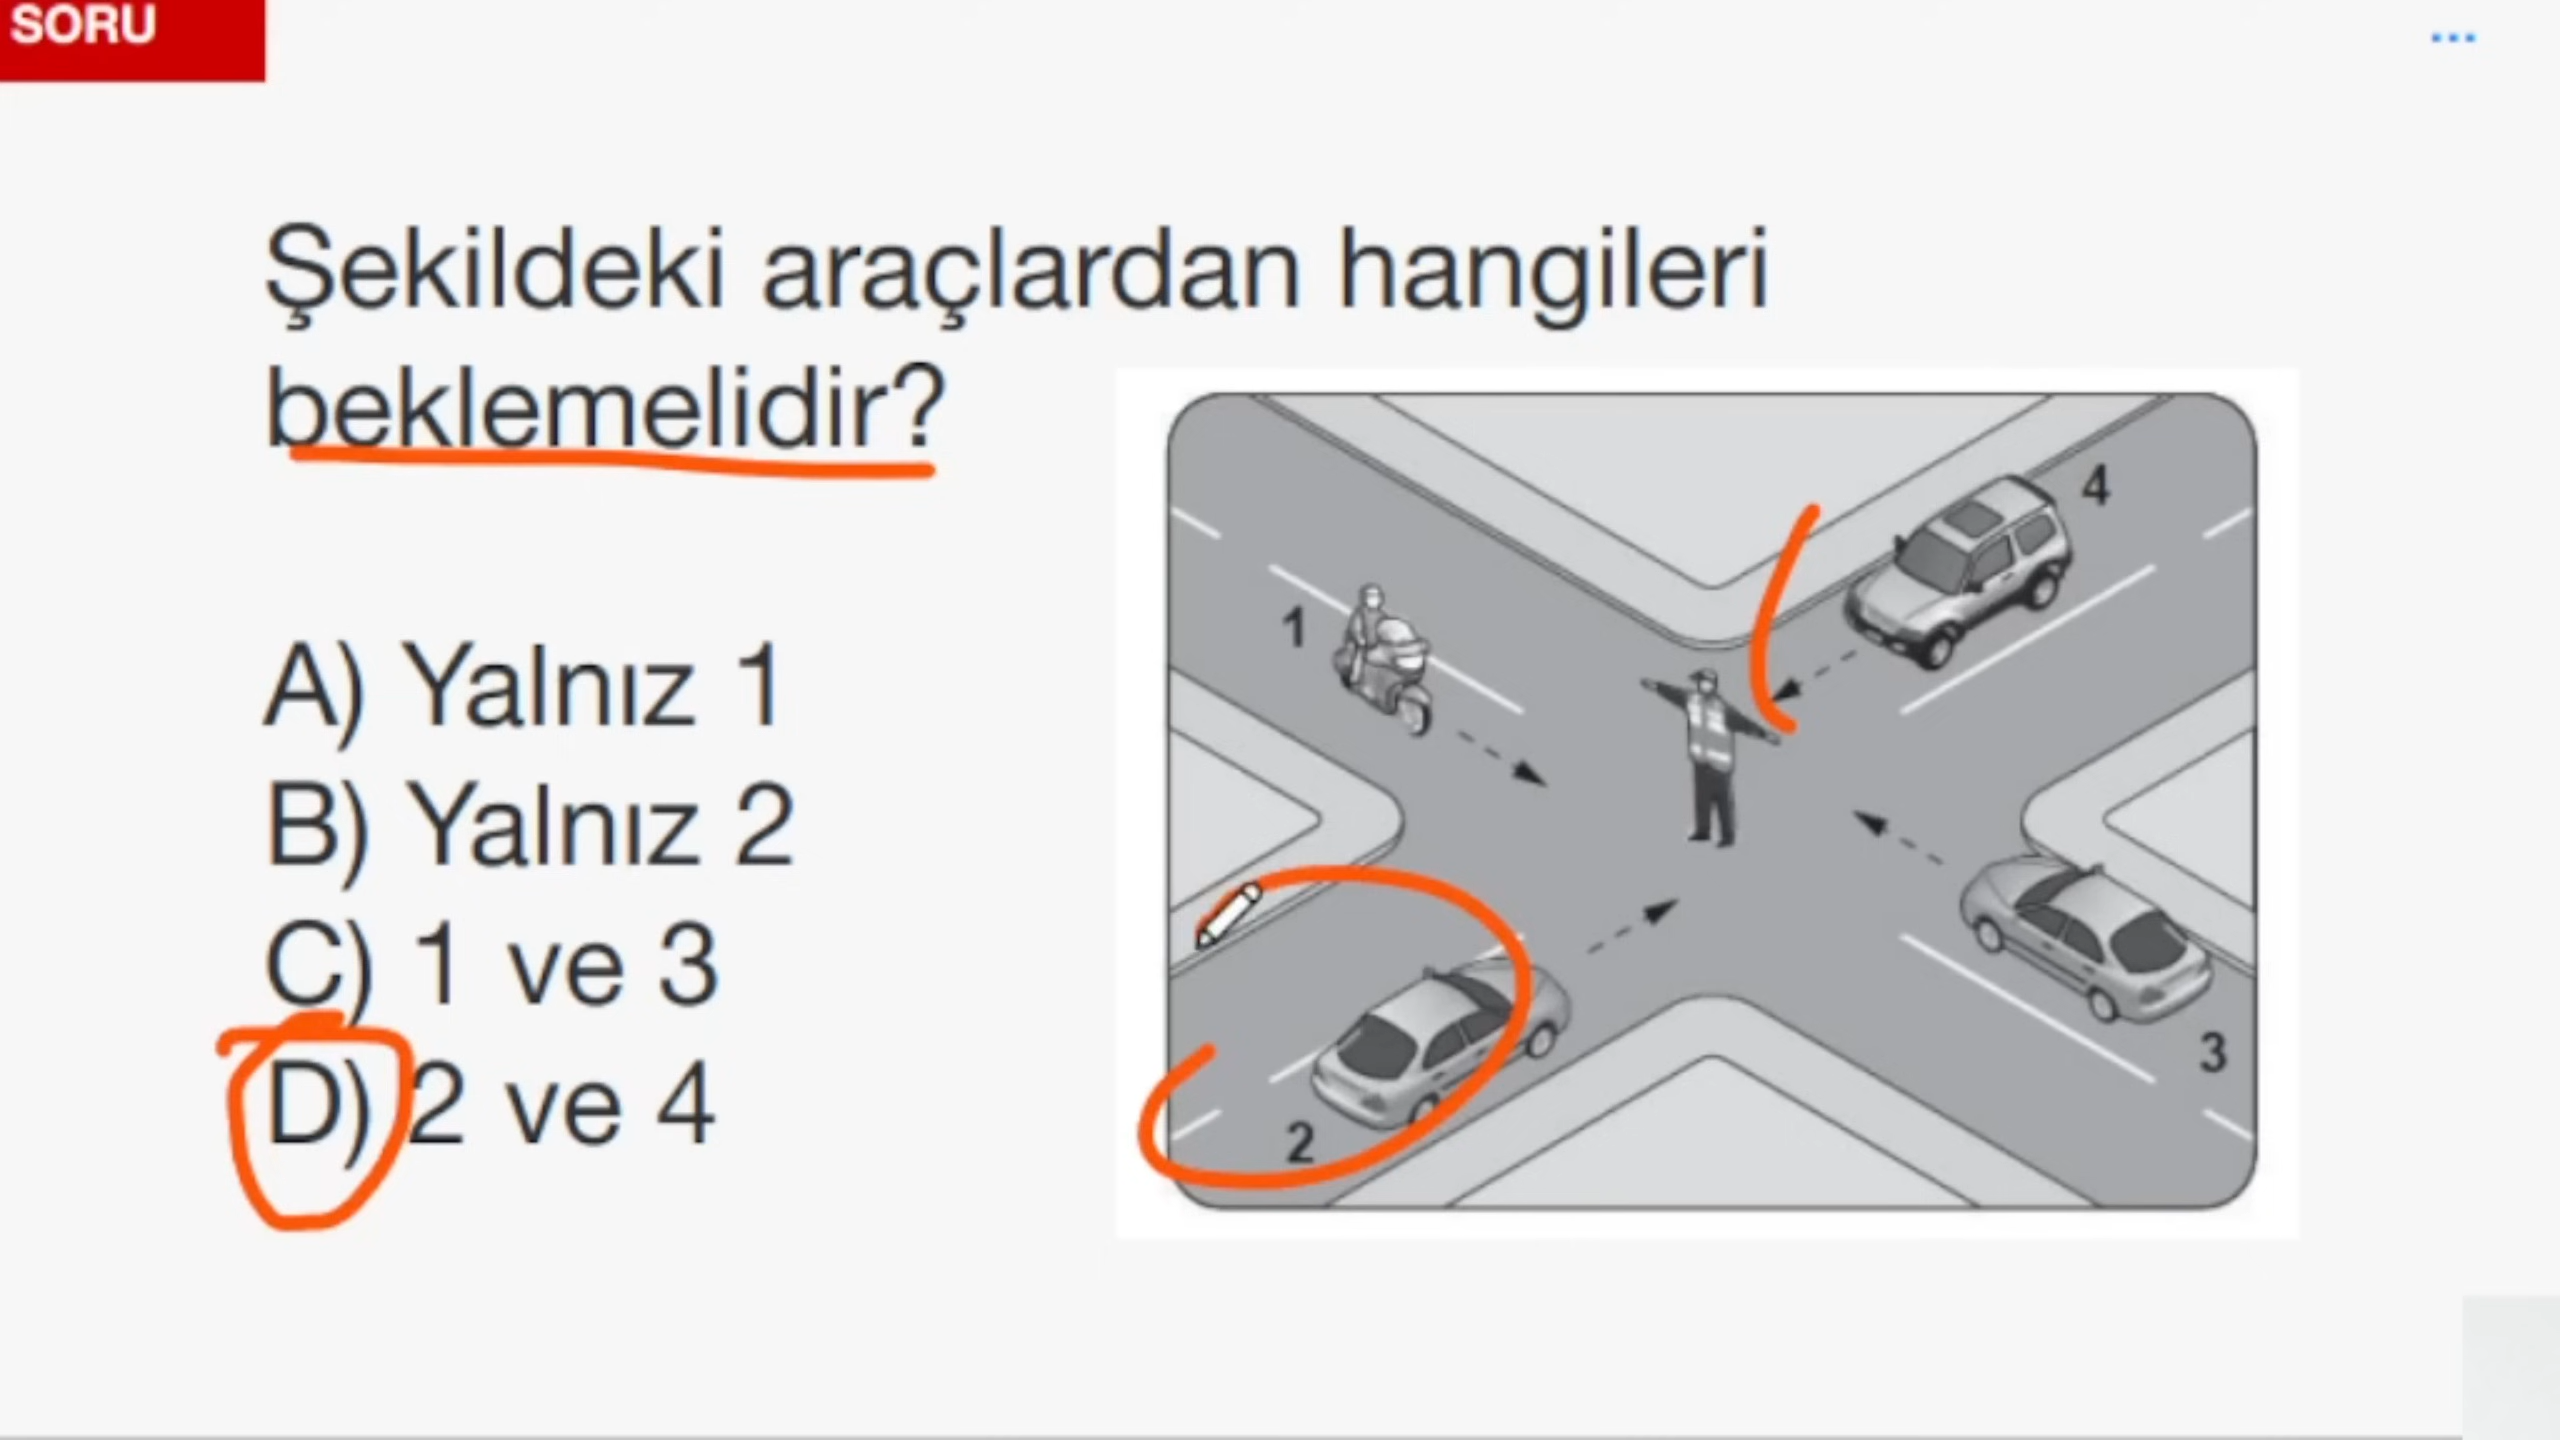 SORU
Şekildeki araçlardan hangileri
beklemelidir?
A) Yalnız 1
B) Yalnız 2
C) 1 ve 3
D) 2 ve 4
4
1
3
2